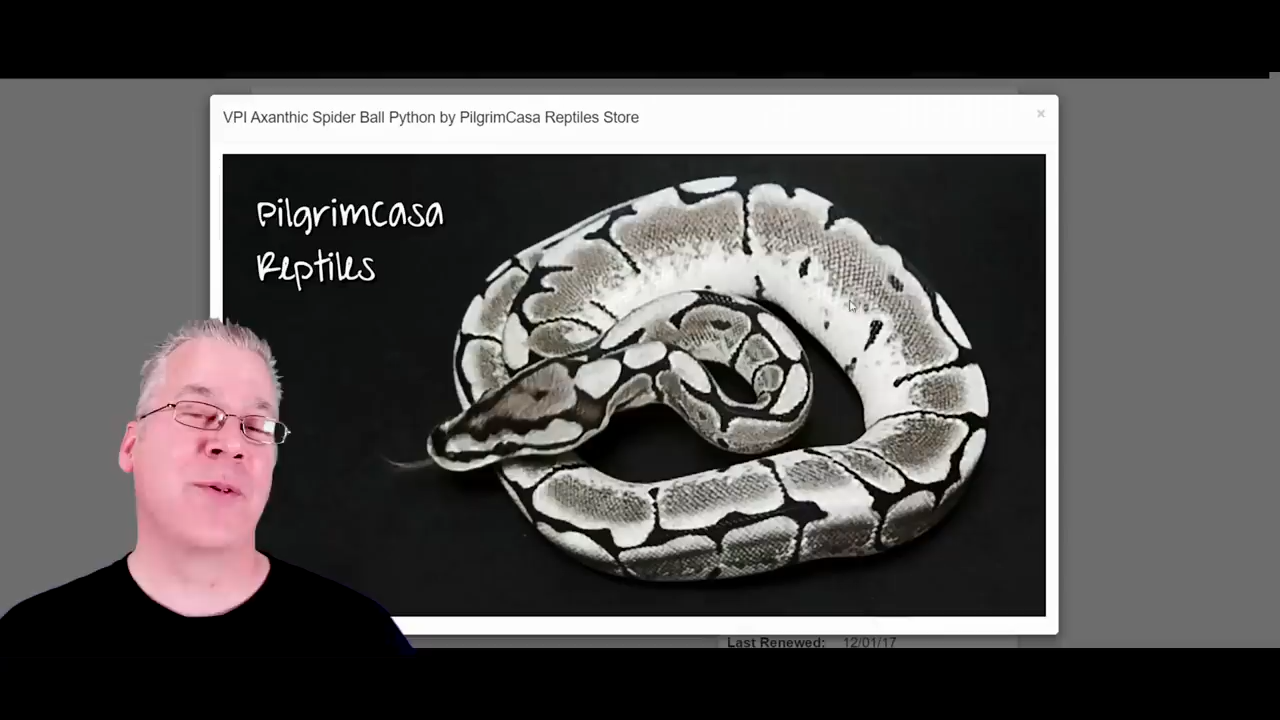 VPI Axanthic Spider Ball Python by PilgrimCasa Reptiles Store
×
PilgrimCasa
Reptiles
Last Renewed: 12/01/17